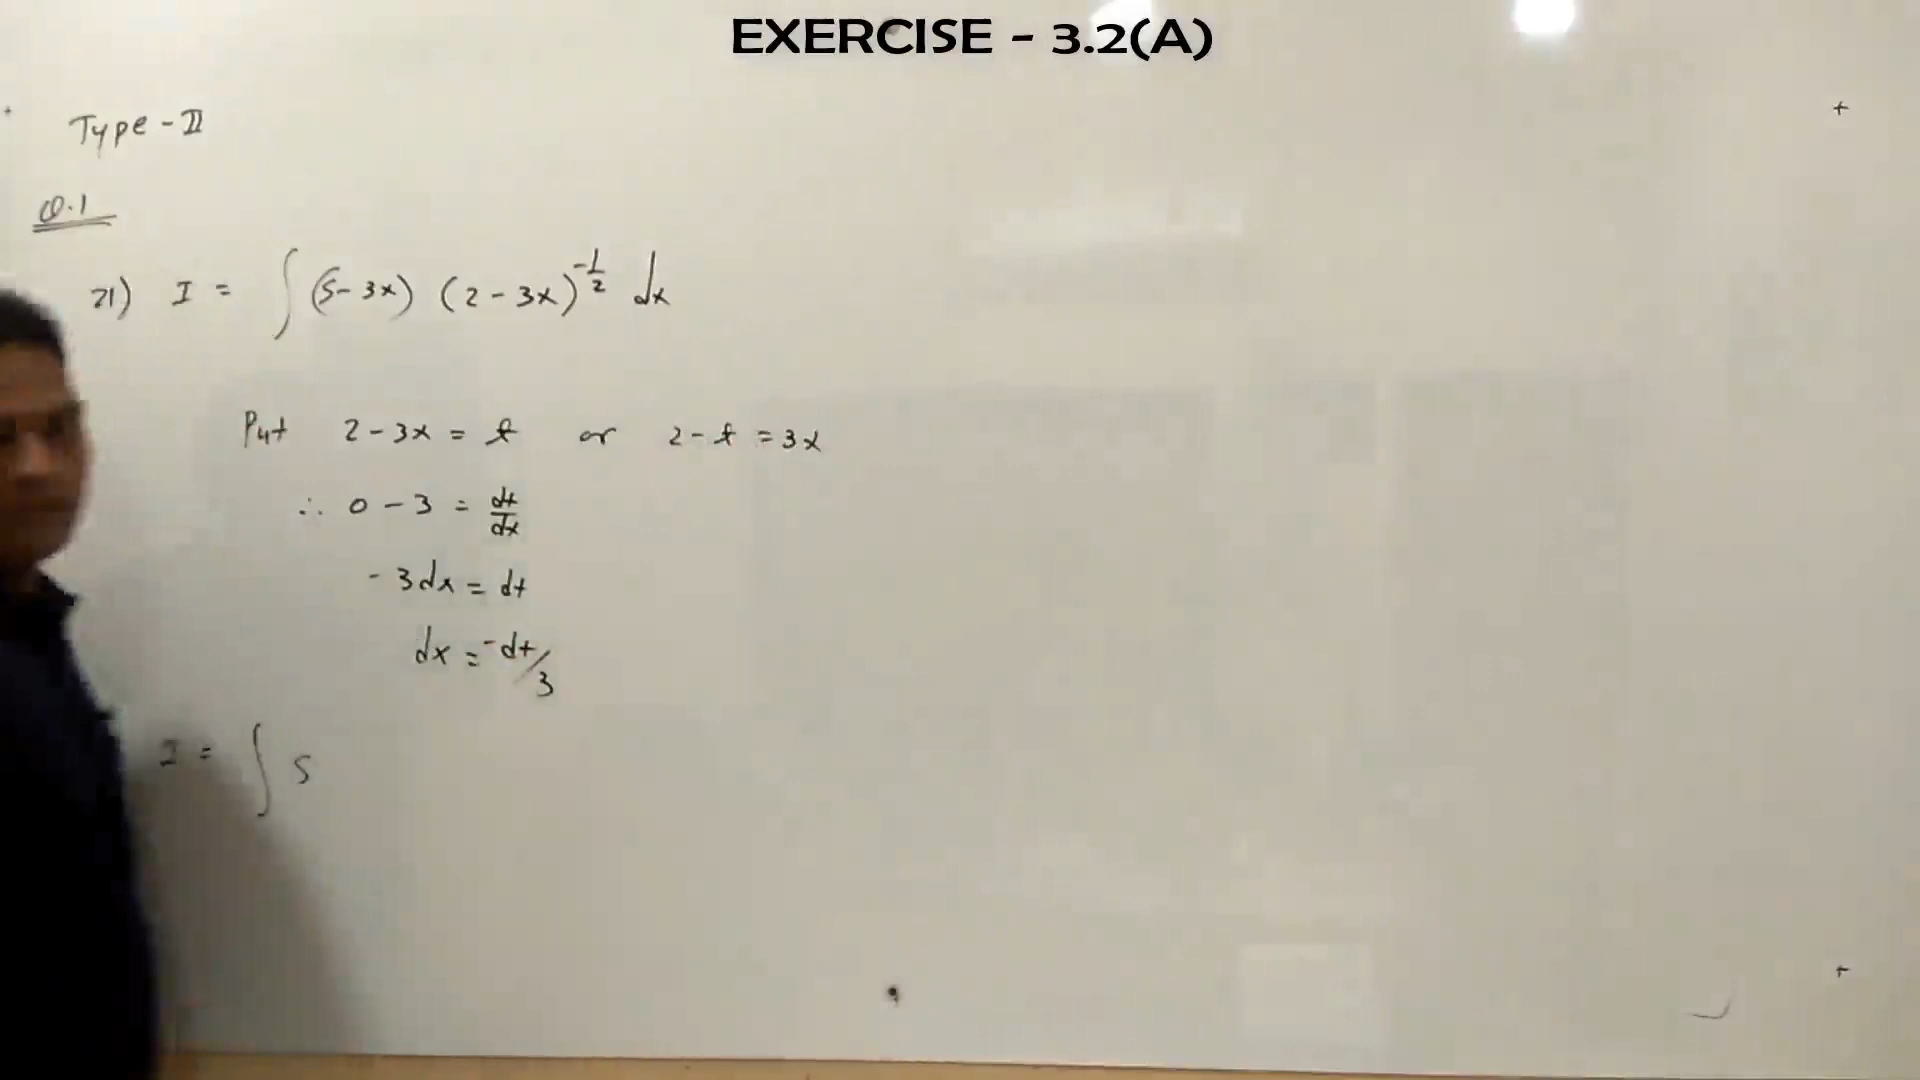 EXERCISE - 3.2(A)
Type - II
Q.1
21) I = ∫ (5 - 3x) (2 - 3x)^{-1/2} dx
Put 2 - 3x = t or 2 - t = 3x
∴ 0 - 3 = dt/dx
- 3dx = dt
dx = -dt/3
I = ∫ 5